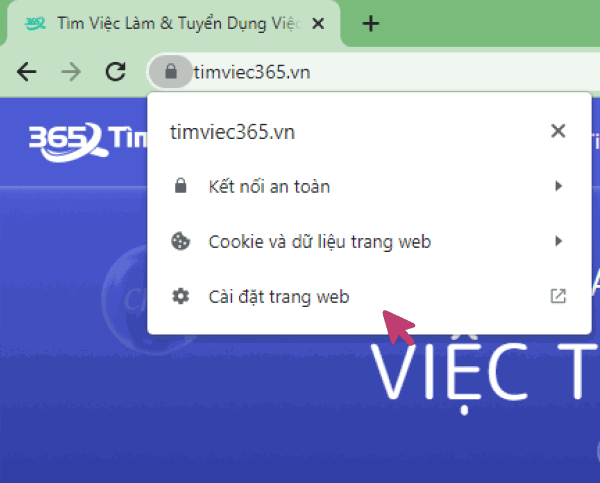 Tìm Việc Làm & Tuyển Dụng Việc
timviec365.vn
365 Tìm
timviec365.vn
Kết nối an toàn
Cookie và dữ liệu trang web
Cài đặt trang web
VIỆC T